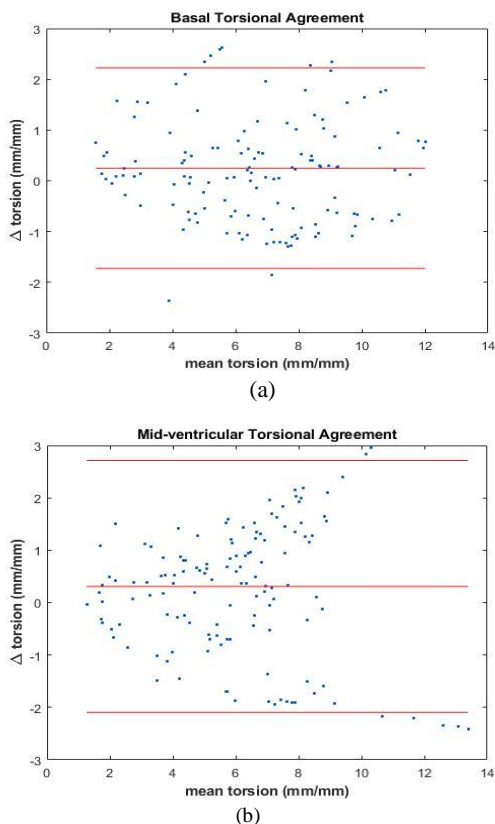 Basal Torsional Agreement
3
2
1
0
-1
-2
-3
Δ torsion (mm/mm)
0 2 4 6 8 10 12 14
mean torsion (mm/mm)
(a)
Mid-ventricular Torsional Agreement
3
2
1
0
-1
-2
-3
Δ torsion (mm/mm)
0 2 4 6 8 10 12 14
mean torsion (mm/mm)
(b)